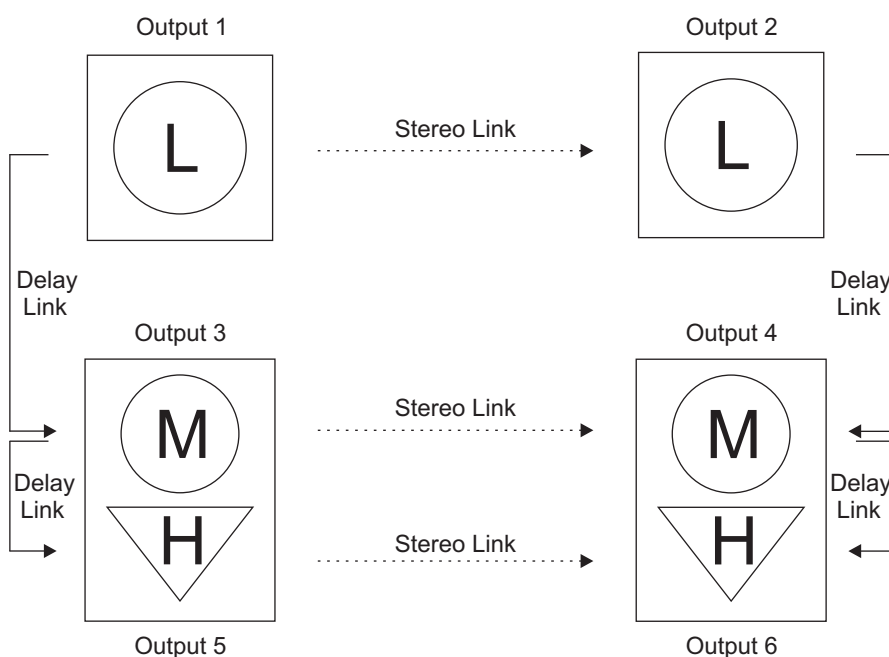 Output 1
Output 2
L
Stereo Link
L
Delay
Link
Delay
Link
Output 3
Output 4
M
Stereo Link
M
Delay
Link
Delay
Link
H
Stereo Link
H
Output 5
Output 6